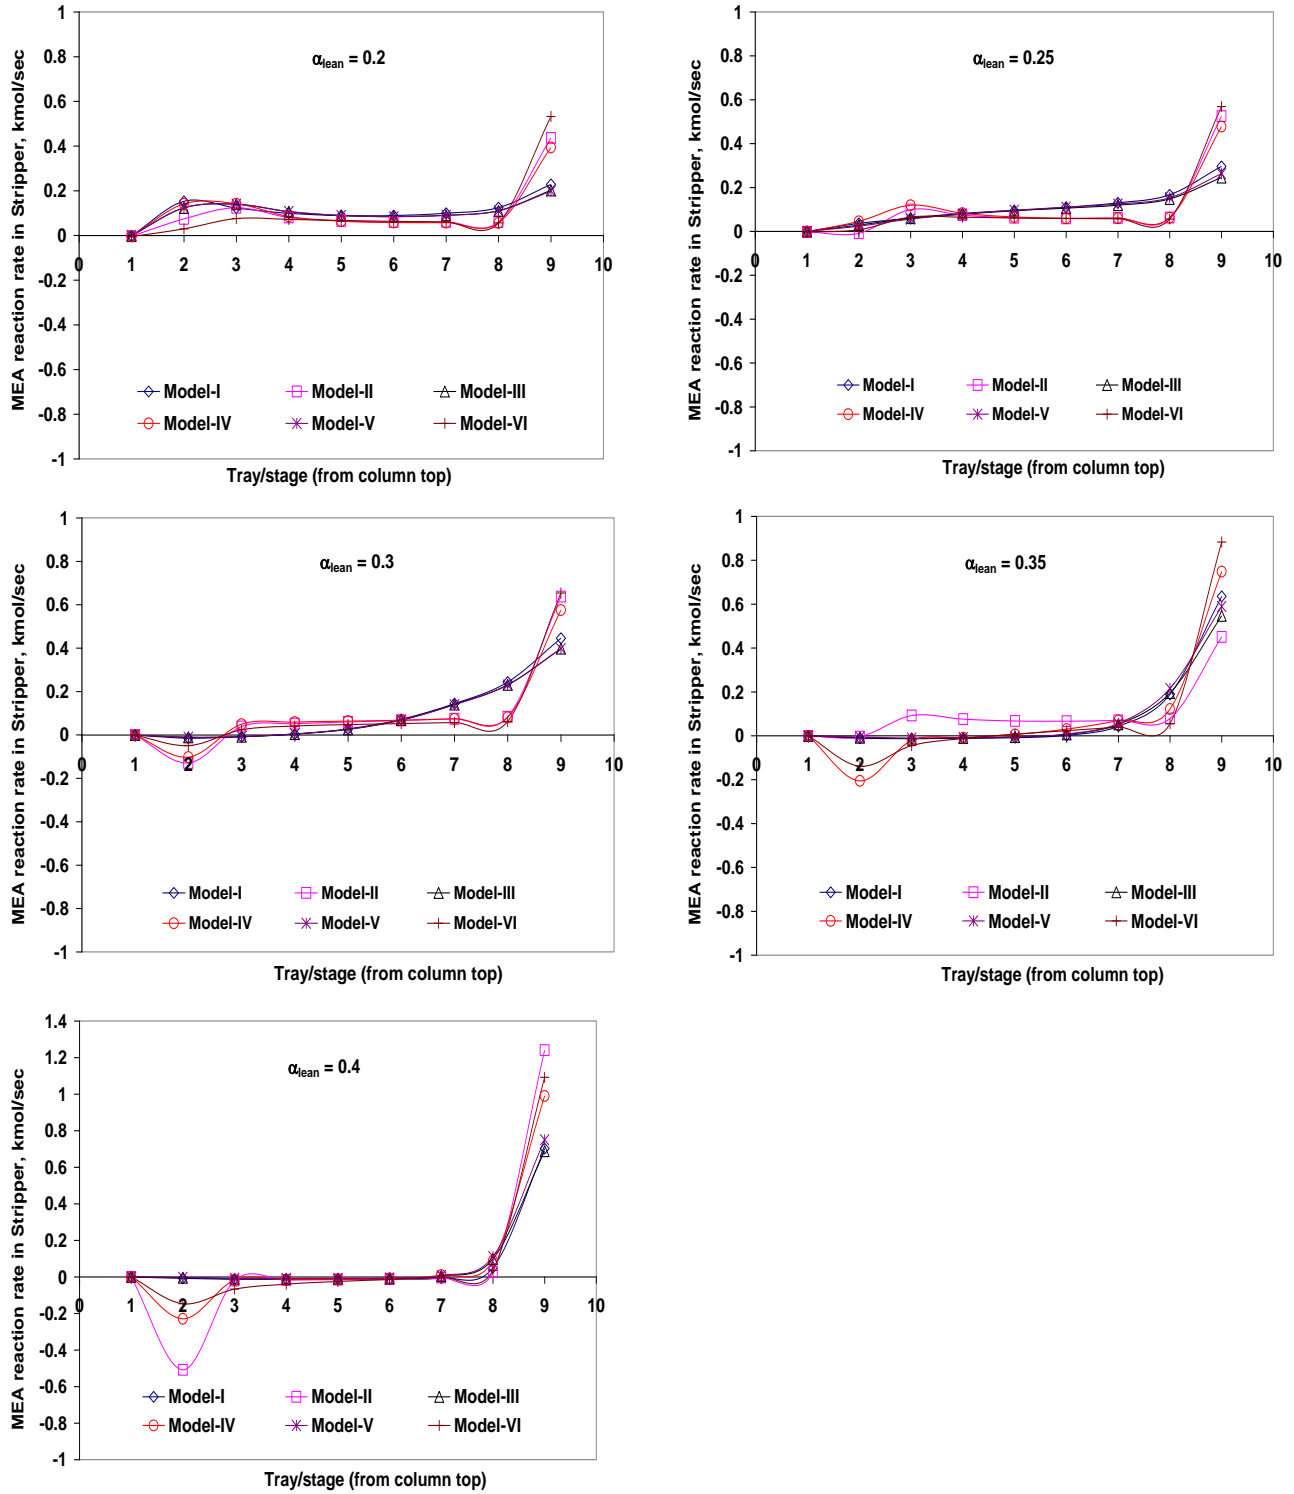 MEA reaction rate in Stripper, kmol/sec
αlean = 0.2
1
0.8
0.6
0.4
0.2
0
-0.2
-0.4
-0.6
-0.8
-1
0 1 2 3 4 5 6 7 8 9 10
Model-I Model-II Model-III
Model-IV Model-V Model-VI
Tray/stage (from column top)
MEA reaction rate in Stripper, kmol/sec
αlean = 0.25
1
0.8
0.6
0.4
0.2
0
-0.2
-0.4
-0.6
-0.8
-1
0 1 2 3 4 5 6 7 8 9 10
Model-I Model-II Model-III
Model-IV Model-V Model-VI
Tray/stage (from column top)
MEA reaction rate in Stripper, kmol/sec
αlean = 0.3
1
0.8
0.6
0.4
0.2
0
-0.2
-0.4
-0.6
-0.8
-1
0 1 2 3 4 5 6 7 8 9 10
Model-I Model-II Model-III
Model-IV Model-V Model-VI
Tray/stage (from column top)
MEA reaction rate in Stripper, kmol/sec
αlean = 0.35
1
0.8
0.6
0.4
0.2
0
-0.2
-0.4
-0.6
-0.8
-1
0 1 2 3 4 5 6 7 8 9 10
Model-I Model-II Model-III
Model-IV Model-V Model-VI
Tray/stage (from column top)
MEA reaction rate in Stripper, kmol/sec
αlean = 0.4
1.4
1.2
1
0.8
0.6
0.4
0.2
0
-0.2
-0.4
-0.6
-0.8
-1
0 1 2 3 4 5 6 7 8 9 10
Model-I Model-II Model-III
Model-IV Model-V Model-VI
Tray/stage (from column top)